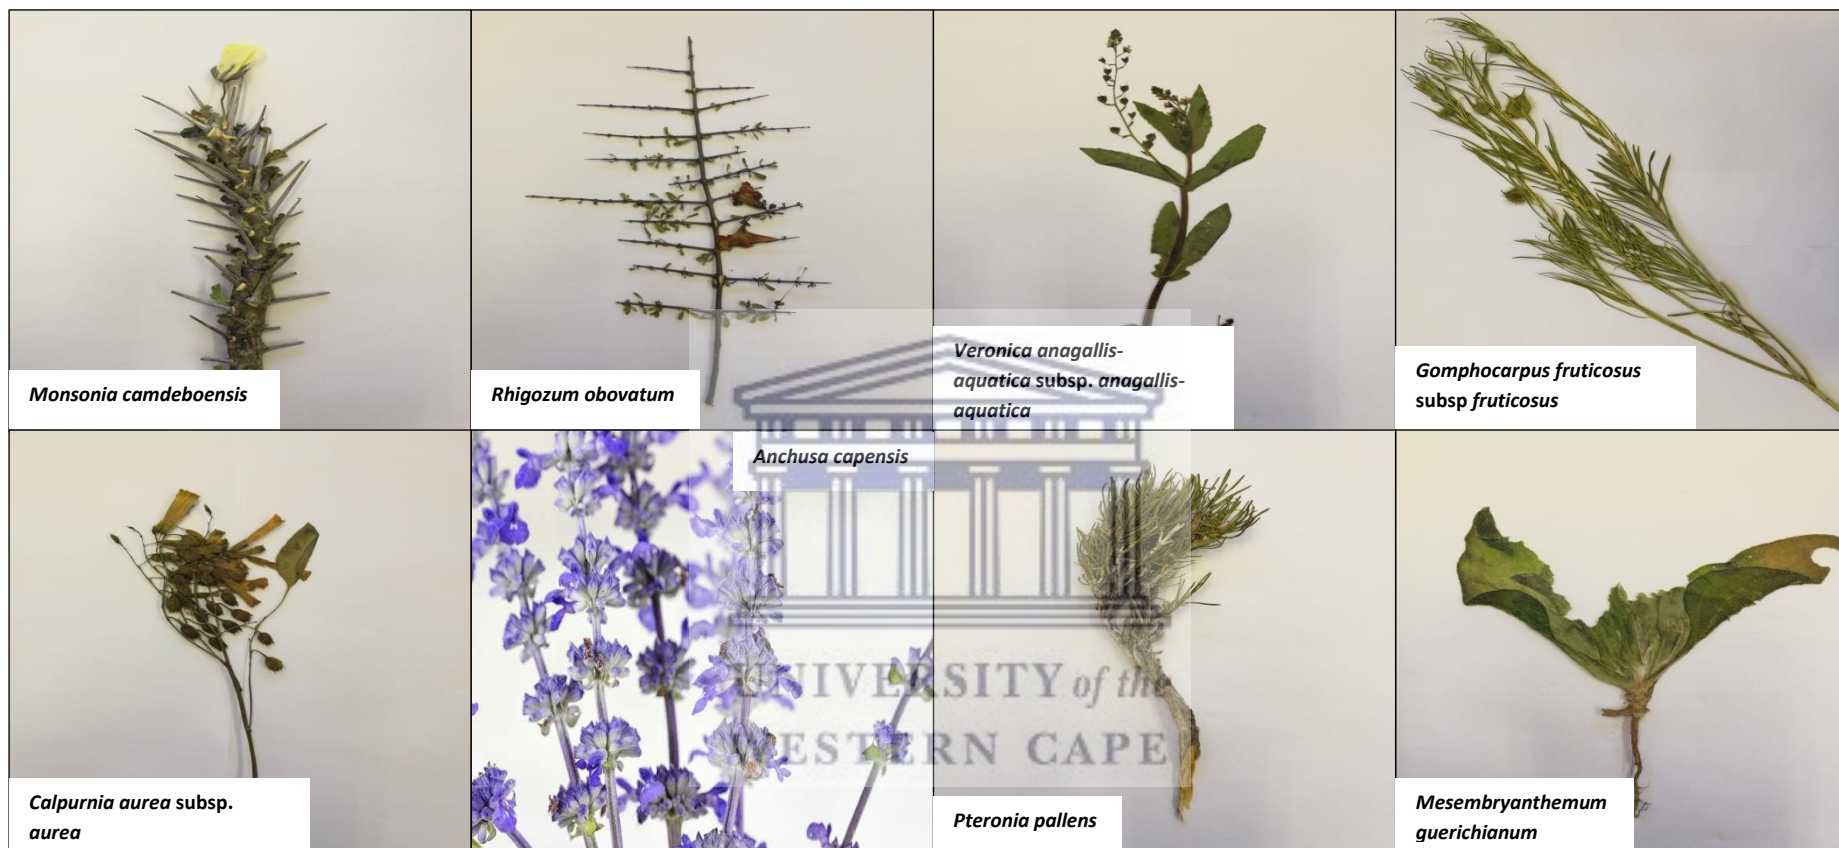 Monsonia camdeboensis
Rhigozum obovatum
Veronica anagallis-
aquatica subsp. anagallis-
aquatica
Gomphocarpus fruticosus
subsp fruticosus
Calpurnia aurea subsp.
aurea
Anchusa capensis
Pteronia pallens
Mesembryanthemum
guerichianum
UNIVERSITY of the
WESTERN CAPE